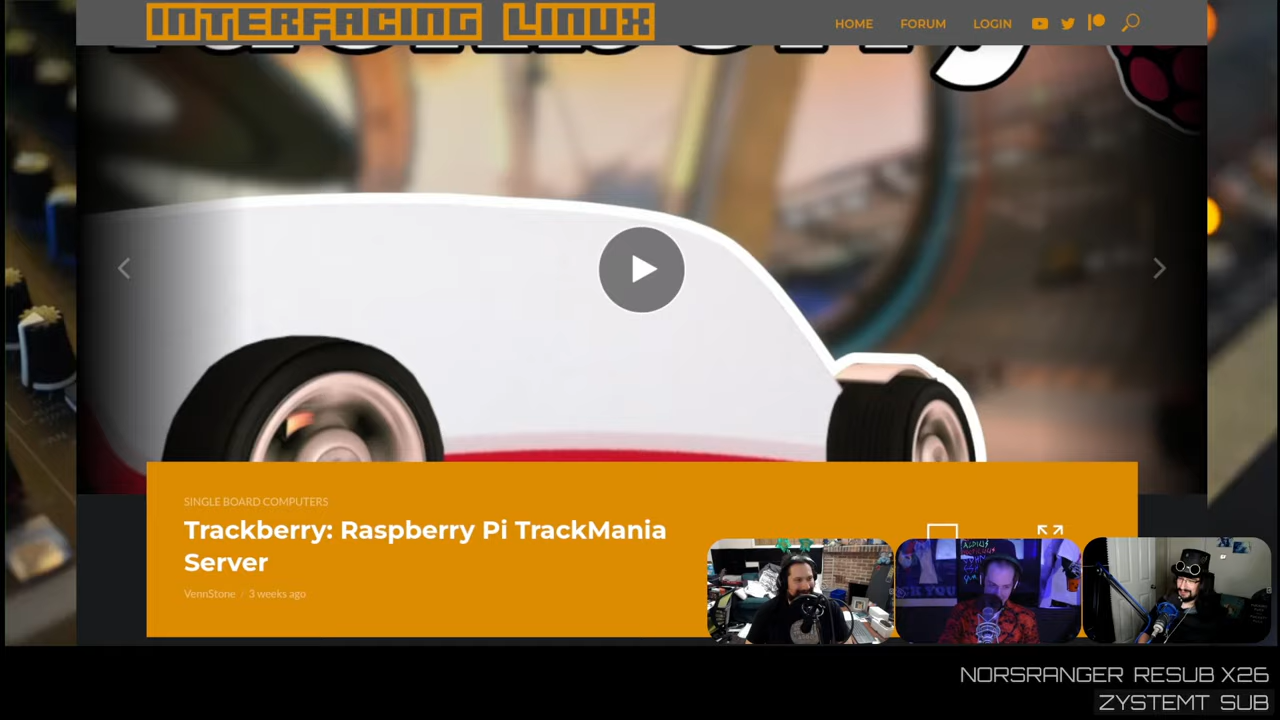 INTERFACING LINUX
HOME FORUM LOGIN
SINGLE BOARD COMPUTERS
Trackberry: Raspberry Pi TrackMania
Server
VennStone / 3 weeks ago
NORSRANGER RESUB X26
ZYSTEMT SUB